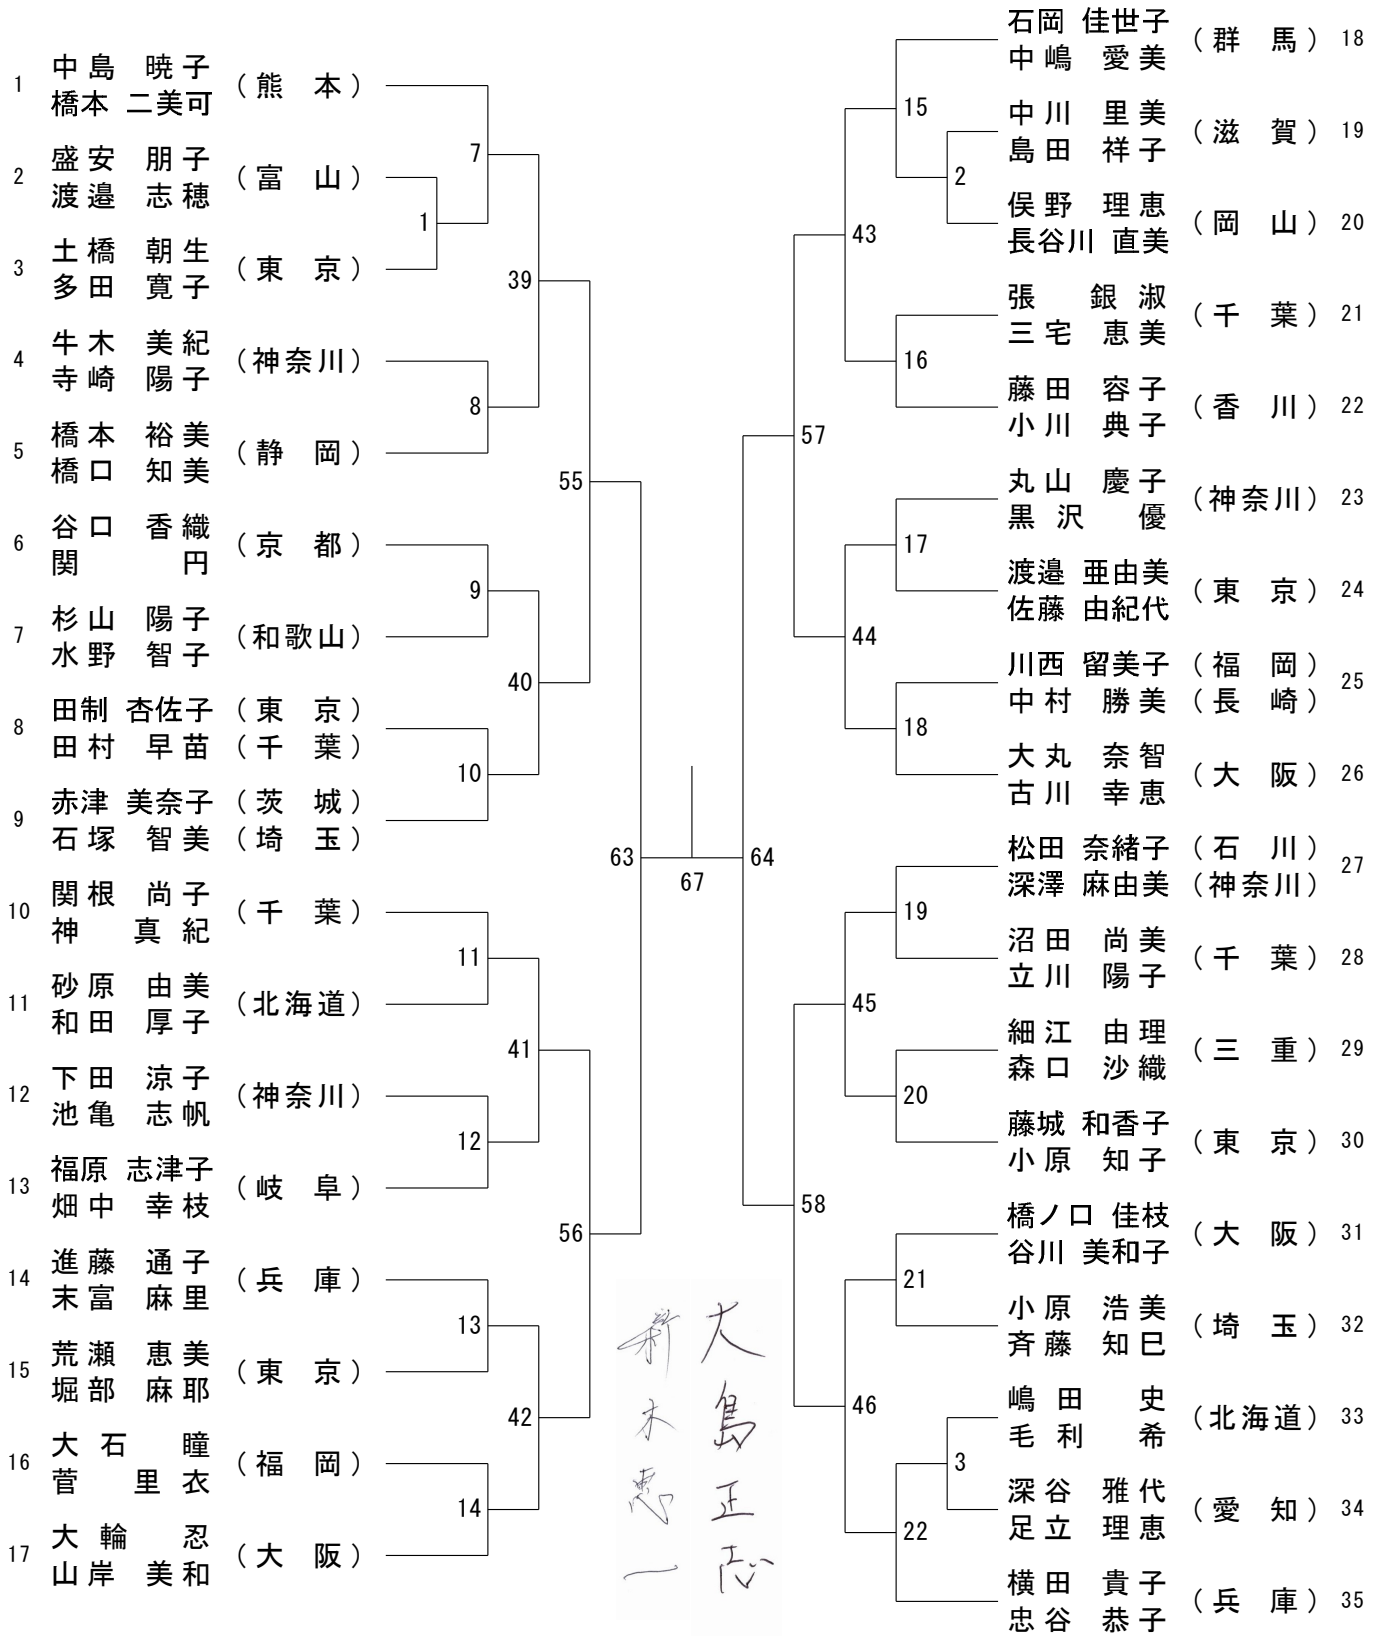 1 中島 暁子 (熊 本)
橋本 二美可
2 盛安 朋子 (富 山)
渡邉 志穂
3 土橋 朝生 (東 京)
多田 寛子
4 牛木 美紀 (神奈川)
寺崎 陽子
5 橋本 裕美 (静 岡)
橋口 知美
6 谷口 香織 (京 都)
関 円
7 杉山 陽子 (和歌山)
水野 智子
8 田制 杏佐子 (東 京)
田村 早苗 (千 葉)
9 赤津 美奈子 (茨 城)
石塚 智美 (埼 玉)
10 関根 尚子 (千 葉)
神 真紀
11 砂原 由美 (北海道)
和田 厚子
12 下田 涼子 (神奈川)
池亀 志帆
13 福原 志津子 (岐 阜)
畑中 幸枝
14 進藤 通子 (兵 庫)
末富 麻里
15 荒瀬 恵美 (東 京)
堀部 麻耶
16 大石 瞳 (福 岡)
菅 里衣
17 大輪 忍 (大 阪)
山岸 美和
1
7
8
9
10
11
12
13
14
39
40
41
42
55
56
63
67
64
57
58
43
44
45
46
15
2
16
17
18
19
20
21
3
22
石岡 佳世子 (群 馬) 18
中嶋 愛美
中川 里美 (滋 賀) 19
島田 祥子
俣野 理恵 (岡 山) 20
長谷川 直美
張 銀淑 (千 葉) 21
三宅 恵美
藤田 容子 (香 川) 22
小川 典子
丸山 慶子 (神奈川) 23
黒沢 優
渡邉 亜由美 (東 京) 24
佐藤 由紀代
川西 留美子 (福 岡) 25
中村 勝美 (長 崎)
大丸 奈智 (大 阪) 26
古川 幸恵
松田 奈緒子 (石 川) 27
深澤 麻由美 (神奈川)
沼田 尚美 (千 葉) 28
立川 陽子
細江 由理 (三 重) 29
森口 沙織
藤城 和香子 (東 京) 30
小原 知子
橋ノ口 佳枝 (大 阪) 31
谷川 美和子
小原 浩美 (埼 玉) 32
斉藤 知巳
嶋田 史 (北海道) 33
毛利 希
深谷 雅代 (愛 知) 34
足立 理恵
横田 貴子 (兵 庫) 35
忠谷 恭子
大島正志
新木恵一